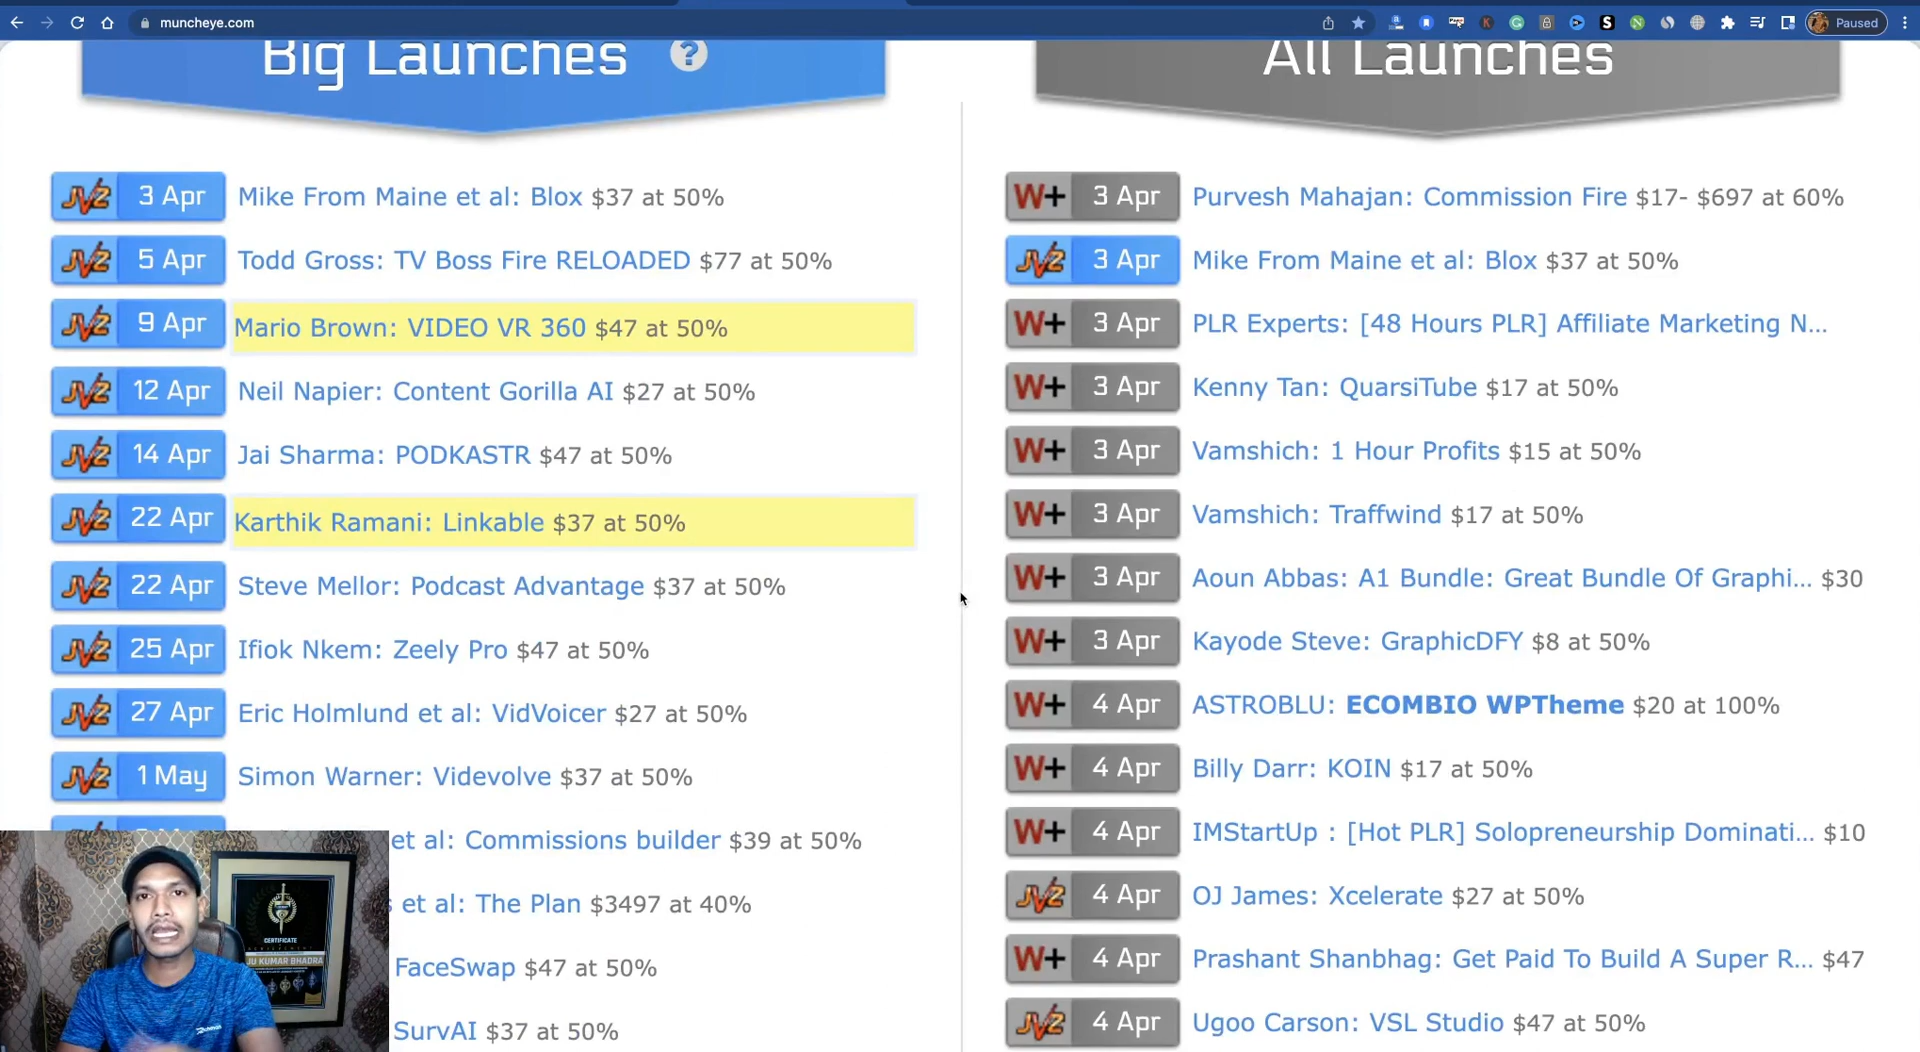 muncheye.com
Paused
Big Launches ?
3 Apr Mike From Maine et al: Blox $37 at 50%
5 Apr Todd Gross: TV Boss Fire RELOADED $77 at 50%
9 Apr Mario Brown: VIDEO VR 360 $47 at 50%
12 Apr Neil Napier: Content Gorilla AI $27 at 50%
14 Apr Jai Sharma: PODKASTR $47 at 50%
22 Apr Karthik Ramani: Linkable $37 at 50%
22 Apr Steve Mellor: Podcast Advantage $37 at 50%
25 Apr Ifiok Nkem: Zeely Pro $47 at 50%
27 Apr Eric Holmlund et al: VidVoicer $27 at 50%
1 May Simon Warner: Videvolve $37 at 50%
et al: Commissions builder $39 at 50%
s et al: The Plan $3497 at 40%
FaceSwap $47 at 50%
SurvAI $37 at 50%
CERTIFICATE
JU KUMAR BHADRA
All Launches
W+ 3 Apr Purvesh Mahajan: Commission Fire $17- $697 at 60%
JVZ 3 Apr Mike From Maine et al: Blox $37 at 50%
W+ 3 Apr PLR Experts: [48 Hours PLR] Affiliate Marketing N...
W+ 3 Apr Kenny Tan: QuarsiTube $17 at 50%
W+ 3 Apr Vamshich: 1 Hour Profits $15 at 50%
W+ 3 Apr Vamshich: Traffwind $17 at 50%
W+ 3 Apr Aoun Abbas: A1 Bundle: Great Bundle Of Graphi... $30
W+ 3 Apr Kayode Steve: GraphicDFY $8 at 50%
W+ 4 Apr ASTROBLU: ECOMBIO WPTheme $20 at 100%
W+ 4 Apr Billy Darr: KOIN $17 at 50%
W+ 4 Apr IMStartUp : [Hot PLR] Solopreneurship Dominati... $10
JVZ 4 Apr OJ James: Xcelerate $27 at 50%
W+ 4 Apr Prashant Shanbhag: Get Paid To Build A Super R... $47
JVZ 4 Apr Ugoo Carson: VSL Studio $47 at 50%